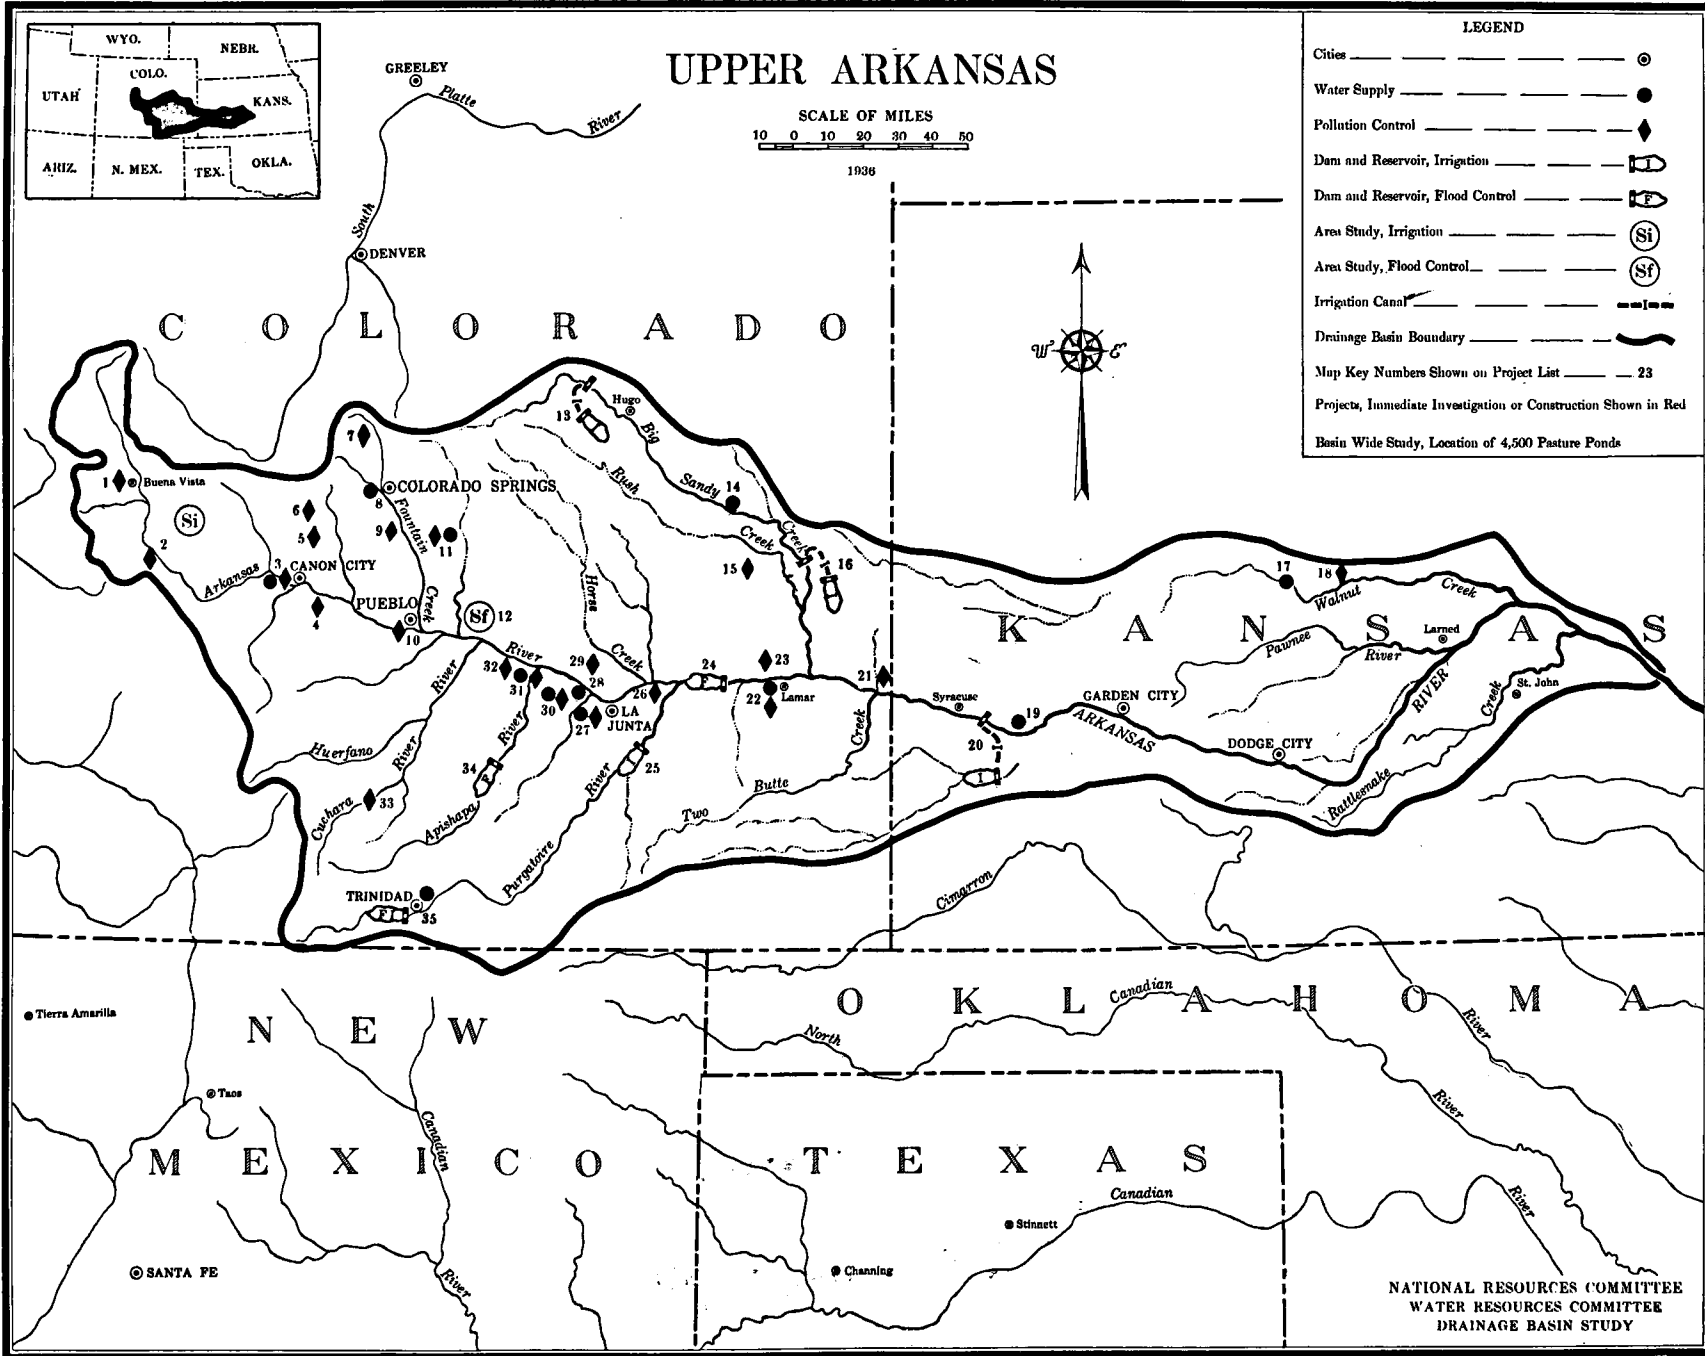 UPPER ARKANSAS
SCALE OF MILES
10 0 10 20 30 40 50
1936
WYO.
NEBR.
COLO.
UTAH
KANS.
ARIZ.
N. MEX.
TEX.
OKLA.
LEGEND
Cities
Water Supply
Pollution Control
Dam and Reservoir, Irrigation I
Dam and Reservoir, Flood Control F
Area Study, Irrigation Si
Area Study, Flood Control Sf
Irrigation Canal I
Drainage Basin Boundary
Map Key Numbers Shown on Project List 23
Projects, Immediate Investigation or Construction Shown in Red
Basin Wide Study, Location of 4,500 Pasture Ponds
GREELEY
Platte
River
South
DENVER
COLORADO
W E
13
I
Hugo
Big
7
Rush
Sandy
14
1
Buena Vista
8
COLORADO SPRINGS
Si
6
Fountain
5
9
11
Creek
Creek
2
15
16
I
17
18
3
CANON CITY
Arkansas
Horse
Walnut
Creek
PUEBLO
Creek
4
10
Sf 12
KANSAS
Pawnee
River
Larned
River
32
29
Creek
24
F
23
21
31
28
River
30
26
22
Lamar
Syracuse
GARDEN CITY
RIVER
Creek
St. John
27
LA
JUNTA
19
ARKANSAS
Huerfano
River
River
Creek
20
I
DODGE CITY
34
F
25
River
I
Cuchara
33
Butte
Two
Rattlesnake
Apishapa
Purgatoire
Cimarron
TRINIDAD
F
35
OKLAHOMA
Canadian
Tierra Amarilla
NEW
North
River
Taos
River
Canadian
MEXICO
TEXAS
Canadian
River
Stinnett
SANTA FE
Channing
River
NATIONAL RESOURCES COMMITTEE
WATER RESOURCES COMMITTEE
DRAINAGE BASIN STUDY